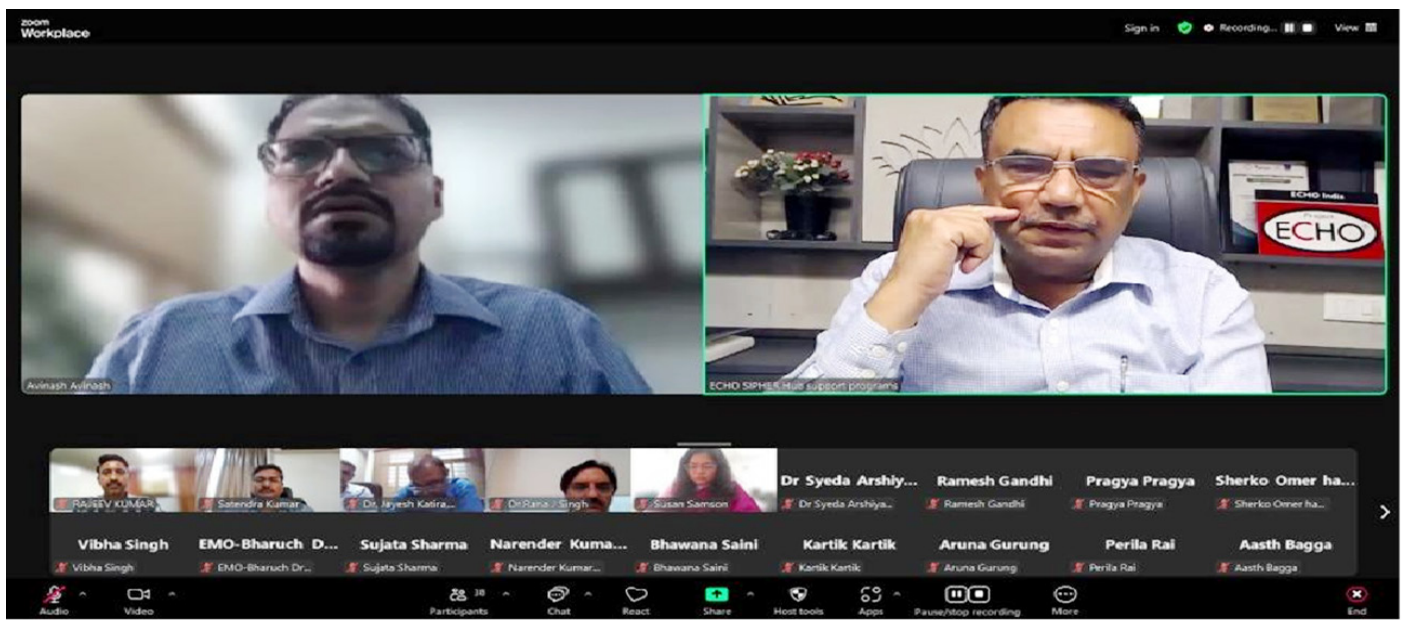 zoom
Workplace
Sign in
Recording...
View
ECHO India
Project
ECHO
Avinash Avinash
ECHO SIPHER Hub support programs
Dr Syeda Arshiy...
Ramesh Gandhi
Pragya Pragya
Sherko Omer ha...
RAJEEV KUMAR
Satendra Kumar
Dr. Jayesh Katira...
Dr.Rana J Singh
Susan Samson
Dr Syeda Arshiya...
Ramesh Gandhi
Pragya Pragya
Sherko Omer ha...
Vibha Singh
EMO-Bharuch D...
Sujata Sharma
Narender Kuma...
Bhawana Saini
Kartik Kartik
Aruna Gurung
Perila Rai
Aasth Bagga
Vibha Singh
EMO-Bharuch Dr...
Sujata Sharma
Narender Kumar...
Bhawana Saini
Kartik Kartik
Aruna Gurung
Perila Rai
Aasth Bagga
Audio
Video
Participants
Chat
React
Share
Host tools
Apps
Pause/stop recording
More
End